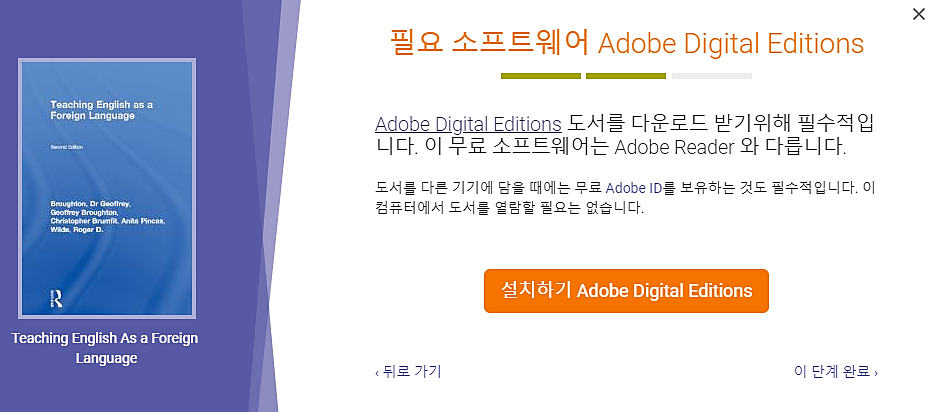 필요 소프트웨어 Adobe Digital Editions
Teaching English as a
Foreign Language
Second Edition
Broughton, Dr Geoffrey,
Geoffrey Broughton,
Christopher Brumfit, Anita Pincas,
Wilde, Roger D.
Teaching English As a Foreign
Language
Adobe Digital Editions 도서를 다운로드 받기위해 필수적입
니다. 이 무료 소프트웨어는 Adobe Reader 와 다릅니다.
도서를 다른 기기에 담을 때에는 무료 Adobe ID를 보유하는 것도 필수적입니다. 이
컴퓨터에서 도서를 열람할 필요는 없습니다.
설치하기 Adobe Digital Editions
‹ 뒤로 가기
이 단계 완료 ›